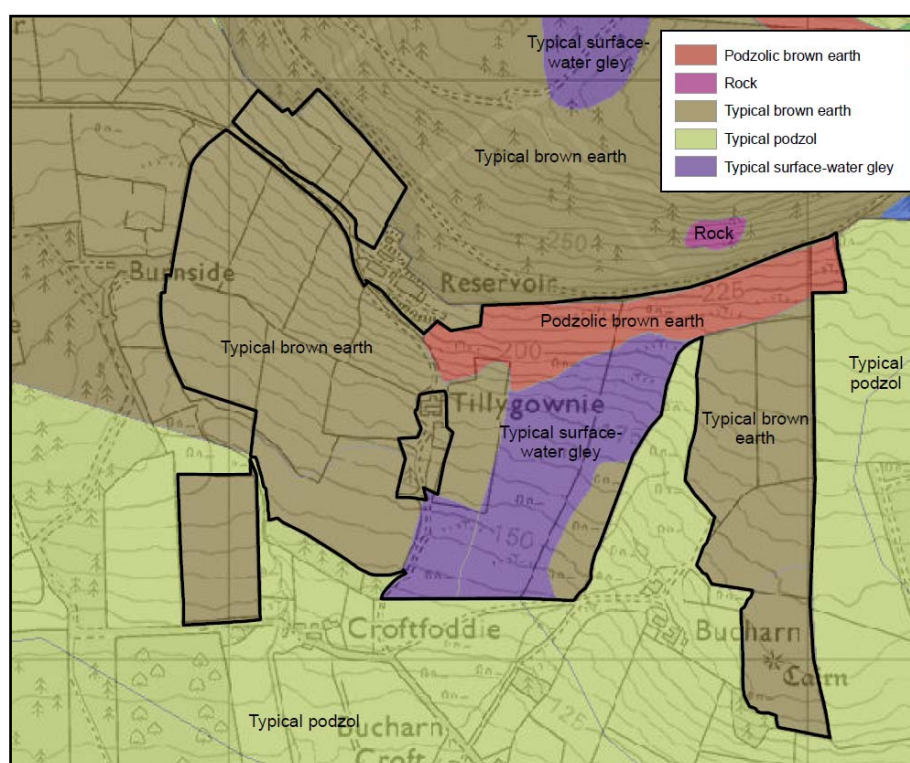 Typical surface-
water gley
Podzolic brown earth
Rock
Typical brown earth
Typical podzol
Typical surface-water gley
Typical brown earth
Rock
250
Burnside
Reservoir
225
Podzolic brown earth
Typical brown earth
200
Typical
podzol
Tillygownie
Typical brown
earth
Typical surface-
water gley
150
Croftfoddie
Bucharn
Cairn
Typical podzol
Bucharn
Croft
125